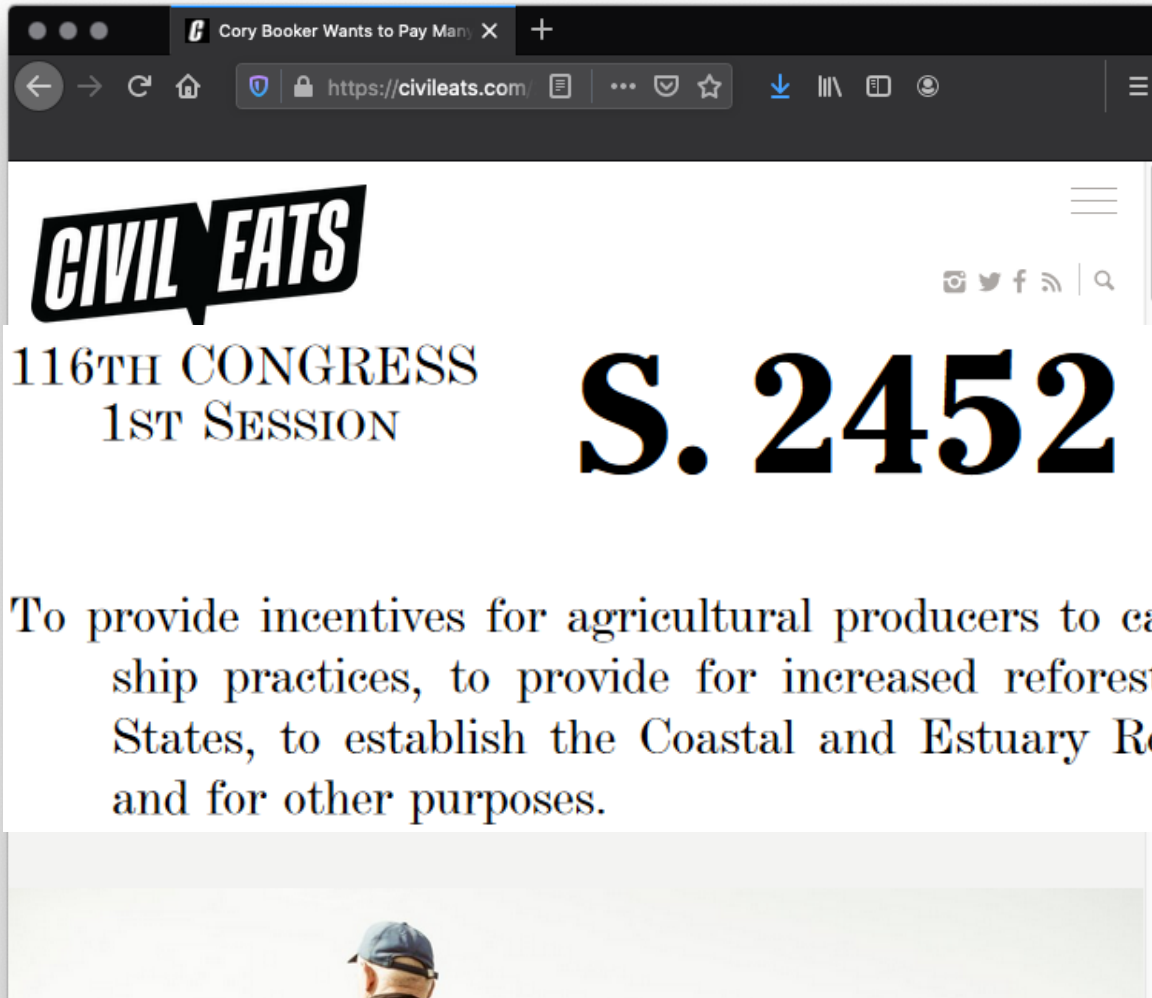 Cory Booker Wants to Pay Many
https://civileats.com/
CIVIL EATS
116TH CONGRESS
1ST SESSION
S. 2452
To provide incentives for agricultural producers to
ship practices, to provide for increased
States, to establish the Coastal and Estuary
and for other purposes.